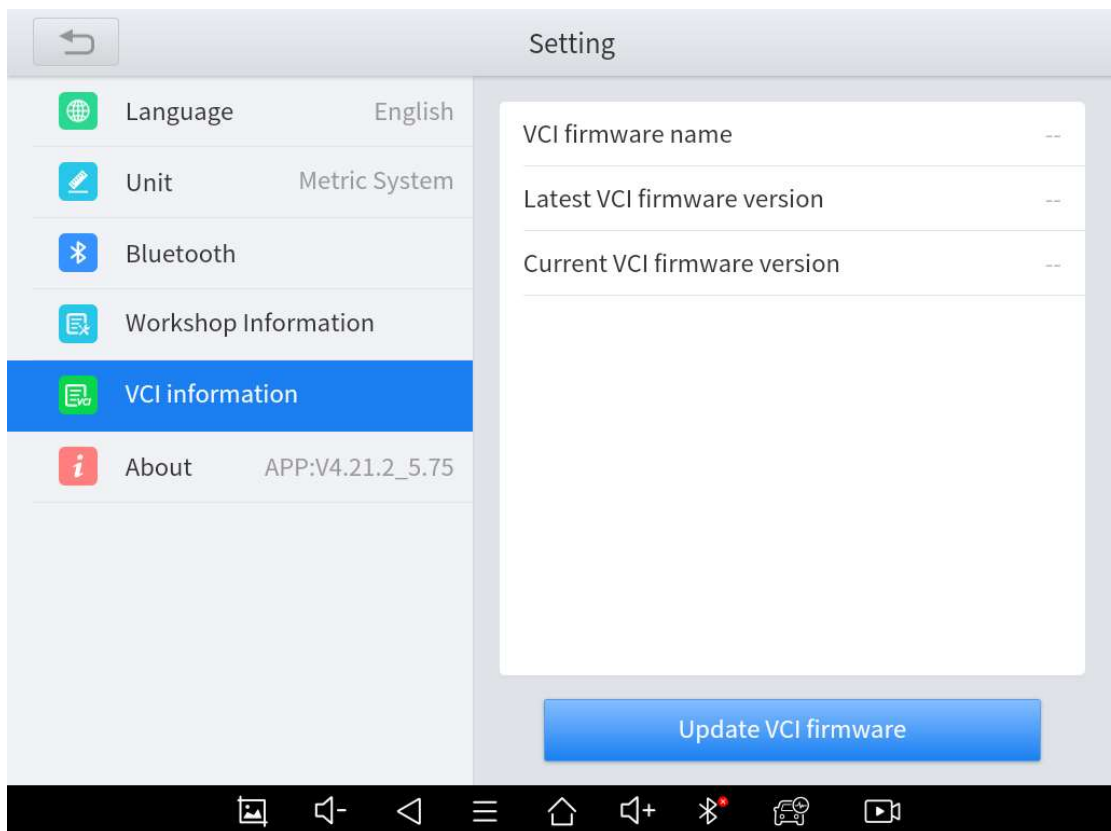 Setting
Language English
Unit Metric System
Bluetooth
Workshop Information
VCI information
About APP:V4.21.2_5.75
VCI firmware name --
Latest VCI firmware version --
Current VCI firmware version --
Update VCI firmware